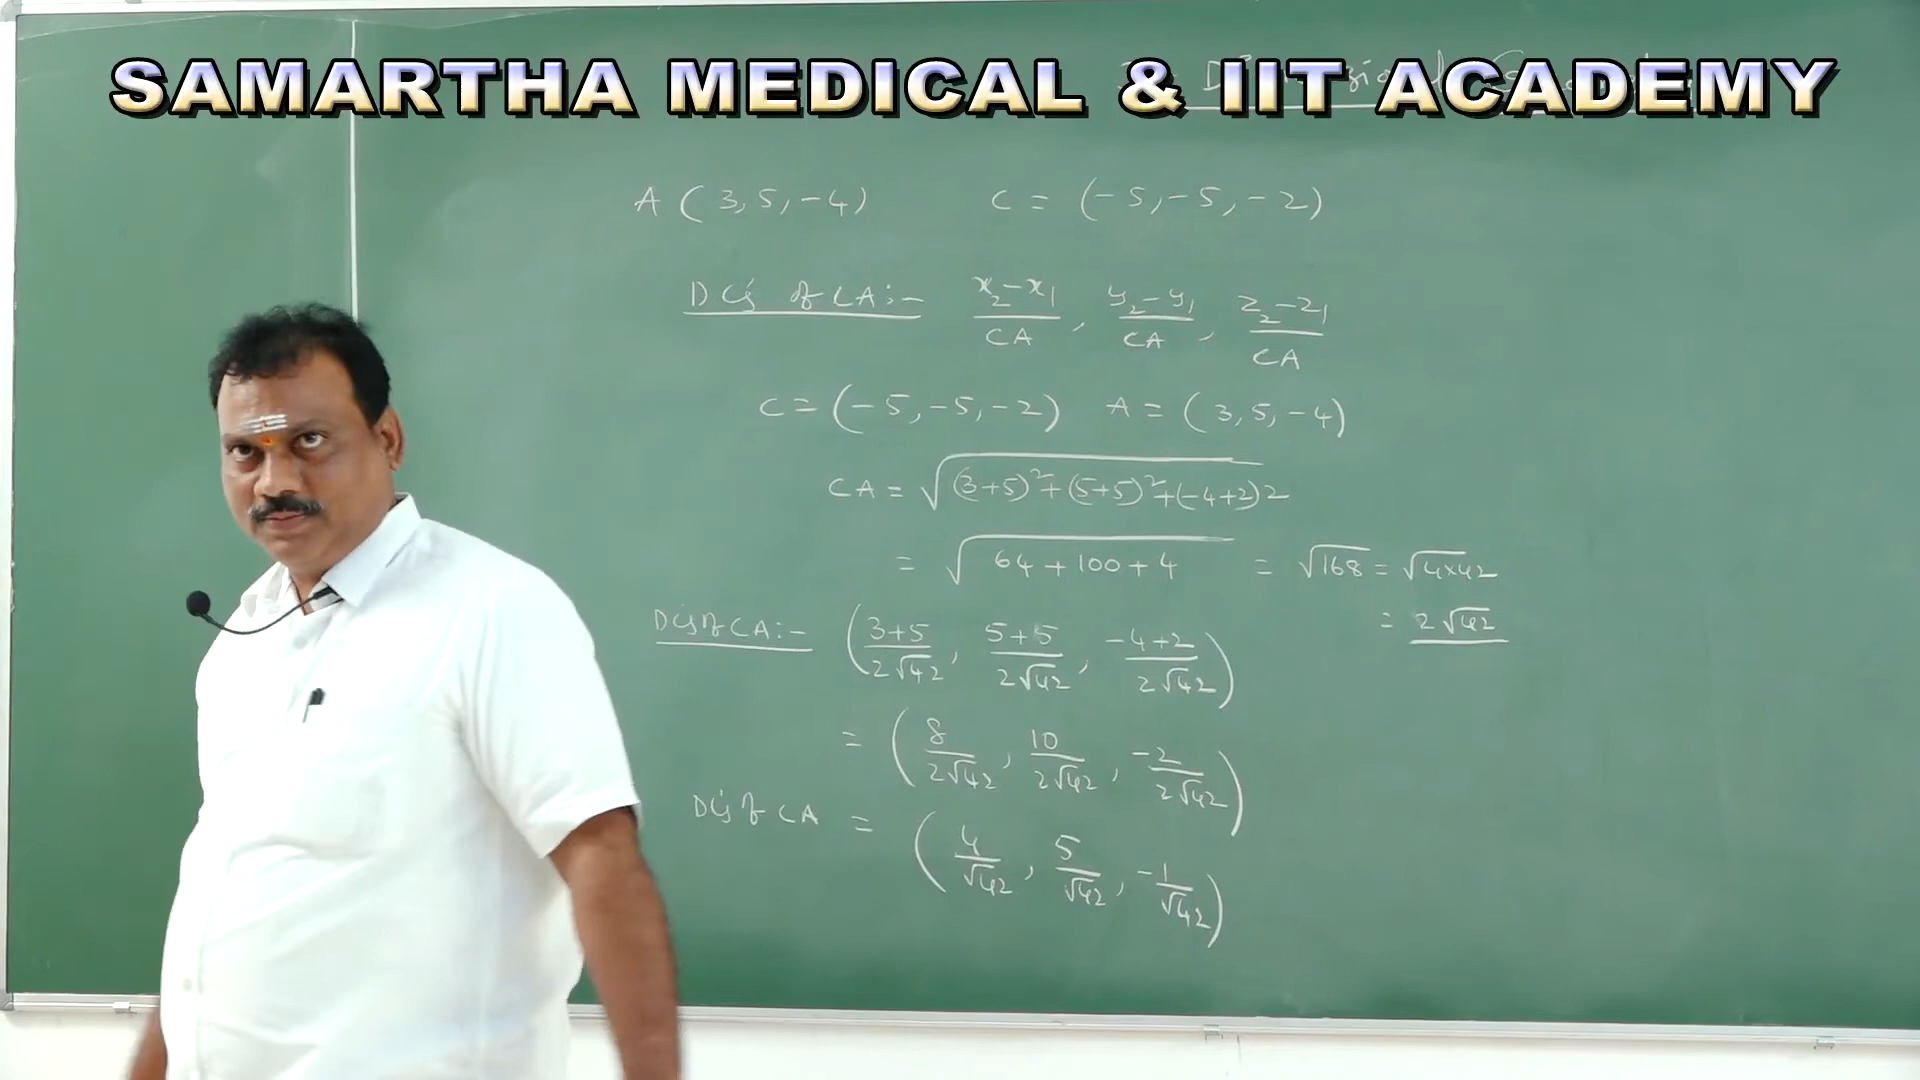 SAMARTHA MEDICAL & IIT ACADEMY
A (3, 5, -4) C = (-5, -5, -2)
DC's of CA :- x₂-x₁/CA, y₂-y₁/CA, z₂-z₁/CA
C = (-5, -5, -2) A = (3, 5, -4)
CA = √(3+5)²+(5+5)²+(-4+2)2
= √64+100+4 = √168 = √4x42
= 2√42
DC's of CA :- (3+5/2√42, 5+5/2√42, -4+2/2√42)
= (8/2√42, 10/2√42, -2/2√42)
DC's of CA = (4/√42, 5/√42, -1/√42)